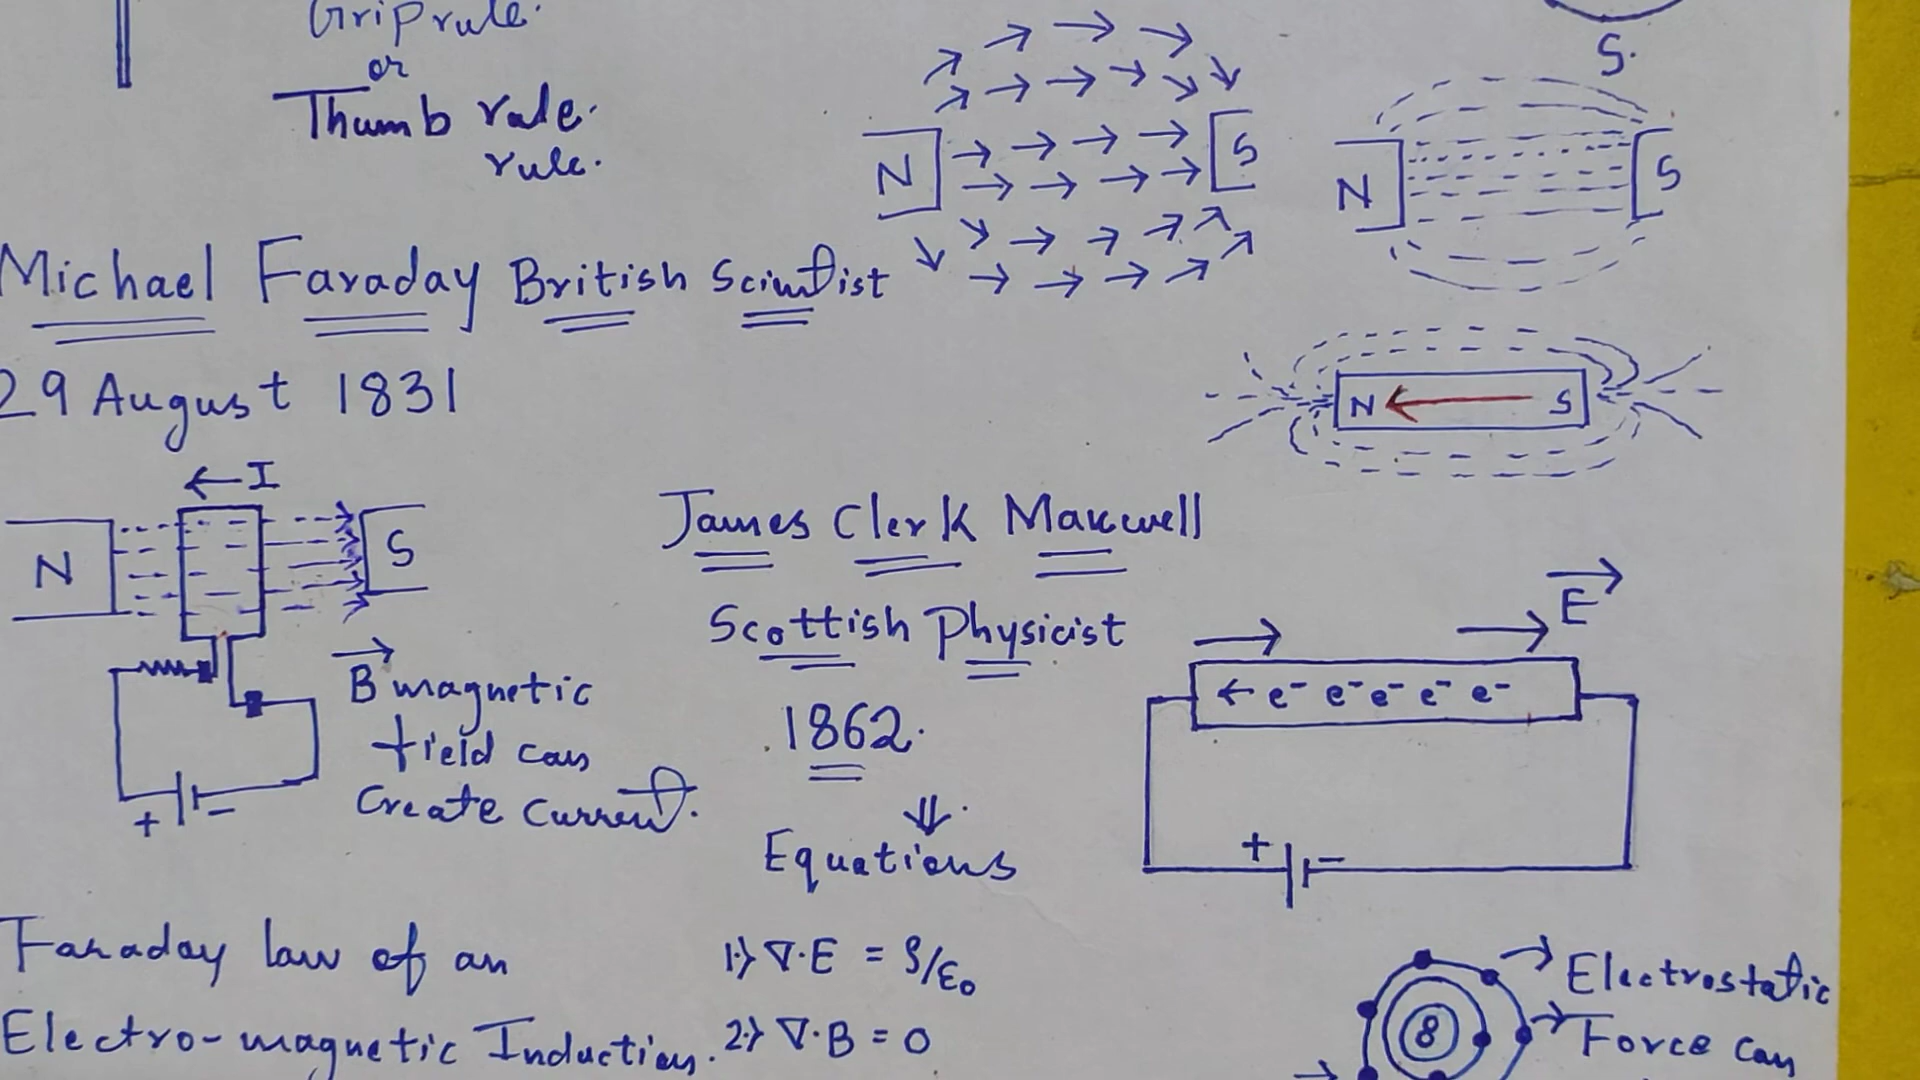 Grip rule.
or
Thumb rule.
rule.
S.
N
S
N
S
Michael Faraday British Scientist
29 August 1831
N S
← I
N
S
James Clerk Maxwell
Scottish Physicist
1862.
⇓
Equations
B magnetic
field can
Create Current.
+ -
E
← e⁻ e⁻ e⁻ e⁻ e⁻
+ -
Faraday law of an
Electro-magnetic Induction.
1⟩ ∇·E = ρ/ε₀
2⟩ ∇·B = 0
8
→ Electrostatic
→ Force can